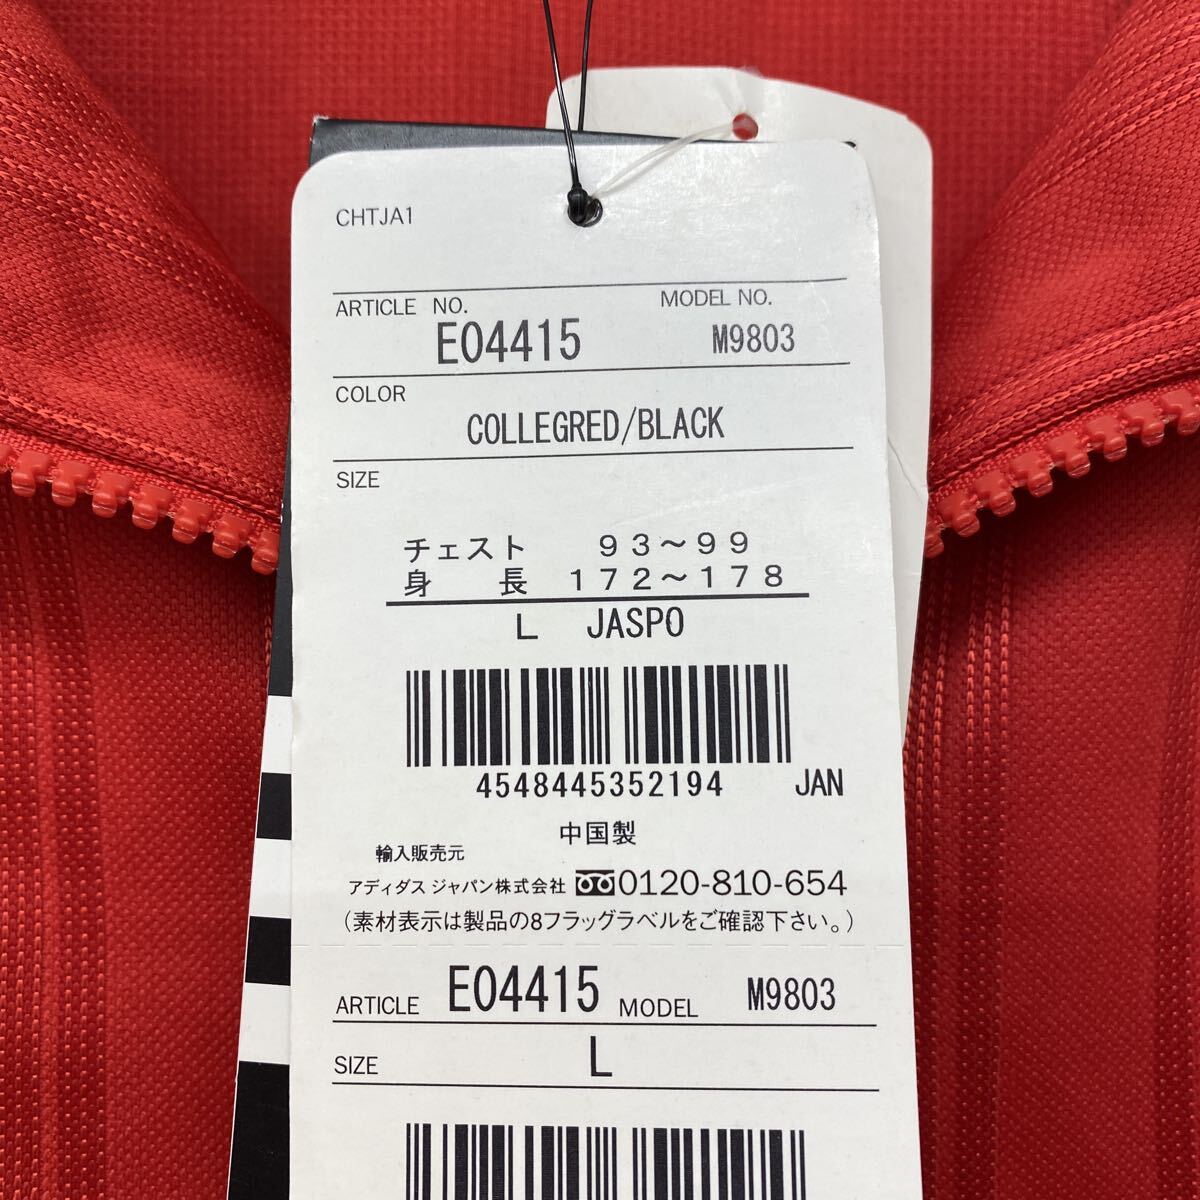 CHTJA1
ARTICLE NO.
MODEL NO.
E04415
M9803
COLOR
COLLEGRED/BLACK
SIZE
チェスト ９３～９９
身 長 １７２～１７８
L JASPO
4548445352194 JAN
中国製
輸入販売元
アディダス ジャパン株式会社 0120-810-654
(素材表示は製品の8フラッグラベルをご確認下さい。)
ARTICLE E04415 MODEL M9803
SIZE L